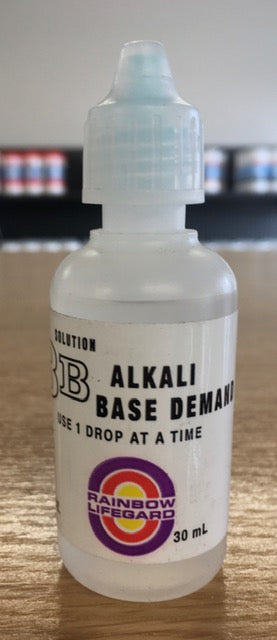 SOLUTION
BB ALKALI
BASE DEMAND
USE 1 DROP AT A TIME
RAINBOW
LIFEGARD
30 mL